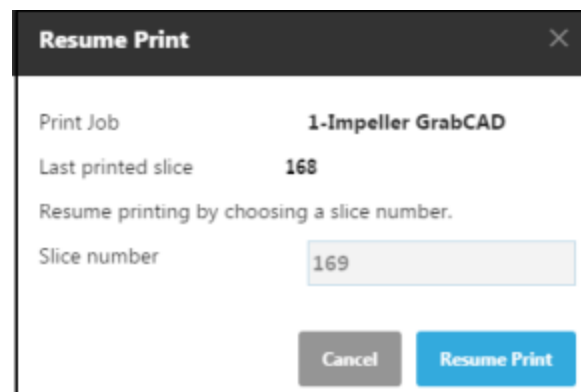 Resume Print
Print Job 1-Impeller GrabCAD
Last printed slice 168
Resume printing by choosing a slice number.
Slice number 169
Cancel Resume Print